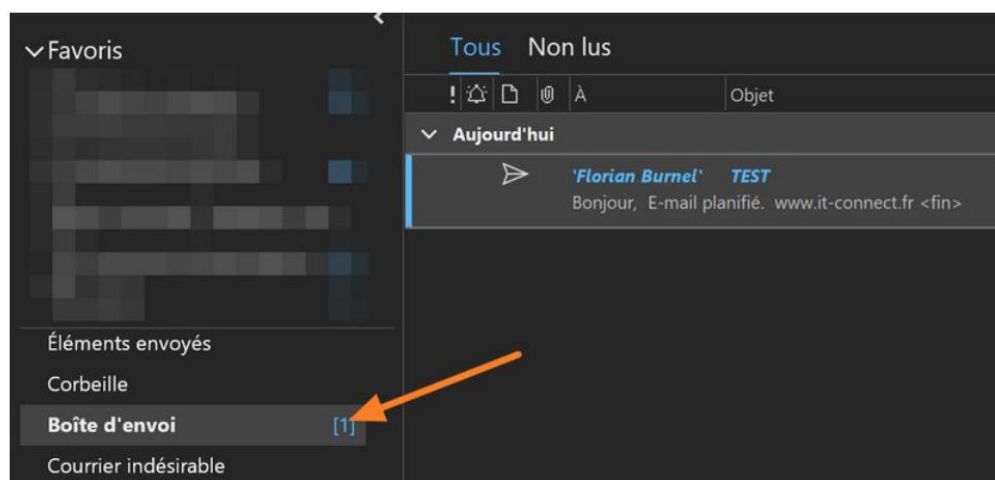 Favoris
Éléments envoyés
Corbeille
Boîte d'envoi [1]
Courrier indésirable
Tous Non lus
! À Objet
Aujourd'hui
'Florian Burnel' TEST
Bonjour, E-mail planifié. www.it-connect.fr <fin>